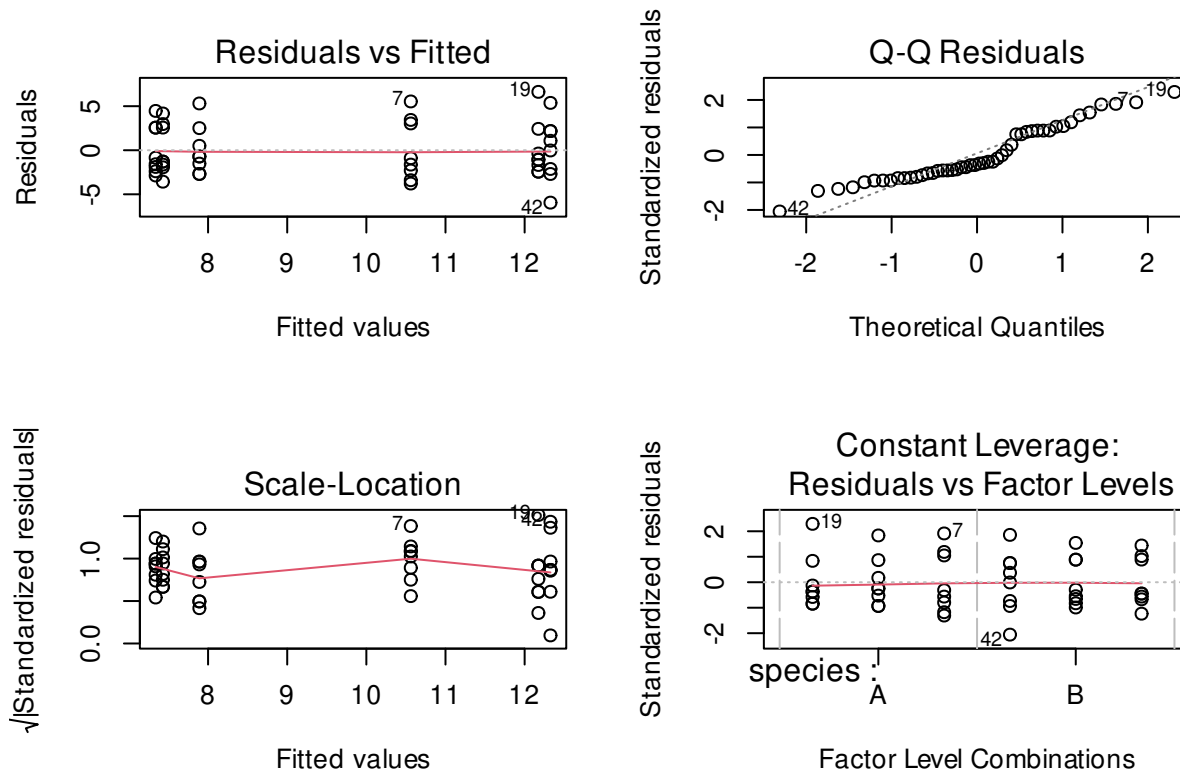 Residuals vs Fitted
Residuals
5
0
-5
7
19
42
8
9
10
11
12
Fitted values
Q-Q Residuals
Standardized residuals
2
0
-2
42
7
19
-2
-1
0
1
2
Theoretical Quantiles
Scale-Location
√|Standardized residuals|
1.0
0.0
7
19
42
8
9
10
11
12
Fitted values
Constant Leverage:
Residuals vs Factor Levels
Standardized residuals
2
0
-2
19
7
42
species :
A
B
Factor Level Combinations